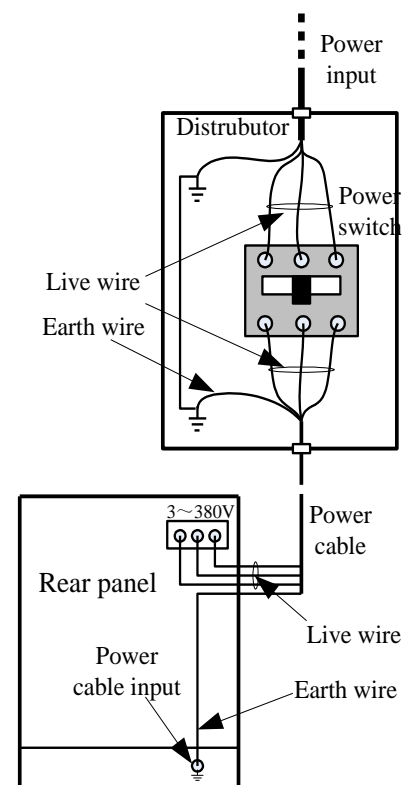 Power
input
Distrubutor
Power
switch
Live wire
Earth wire
3～380V
Power
cable
Rear panel
Live wire
Power
cable input
Earth wire